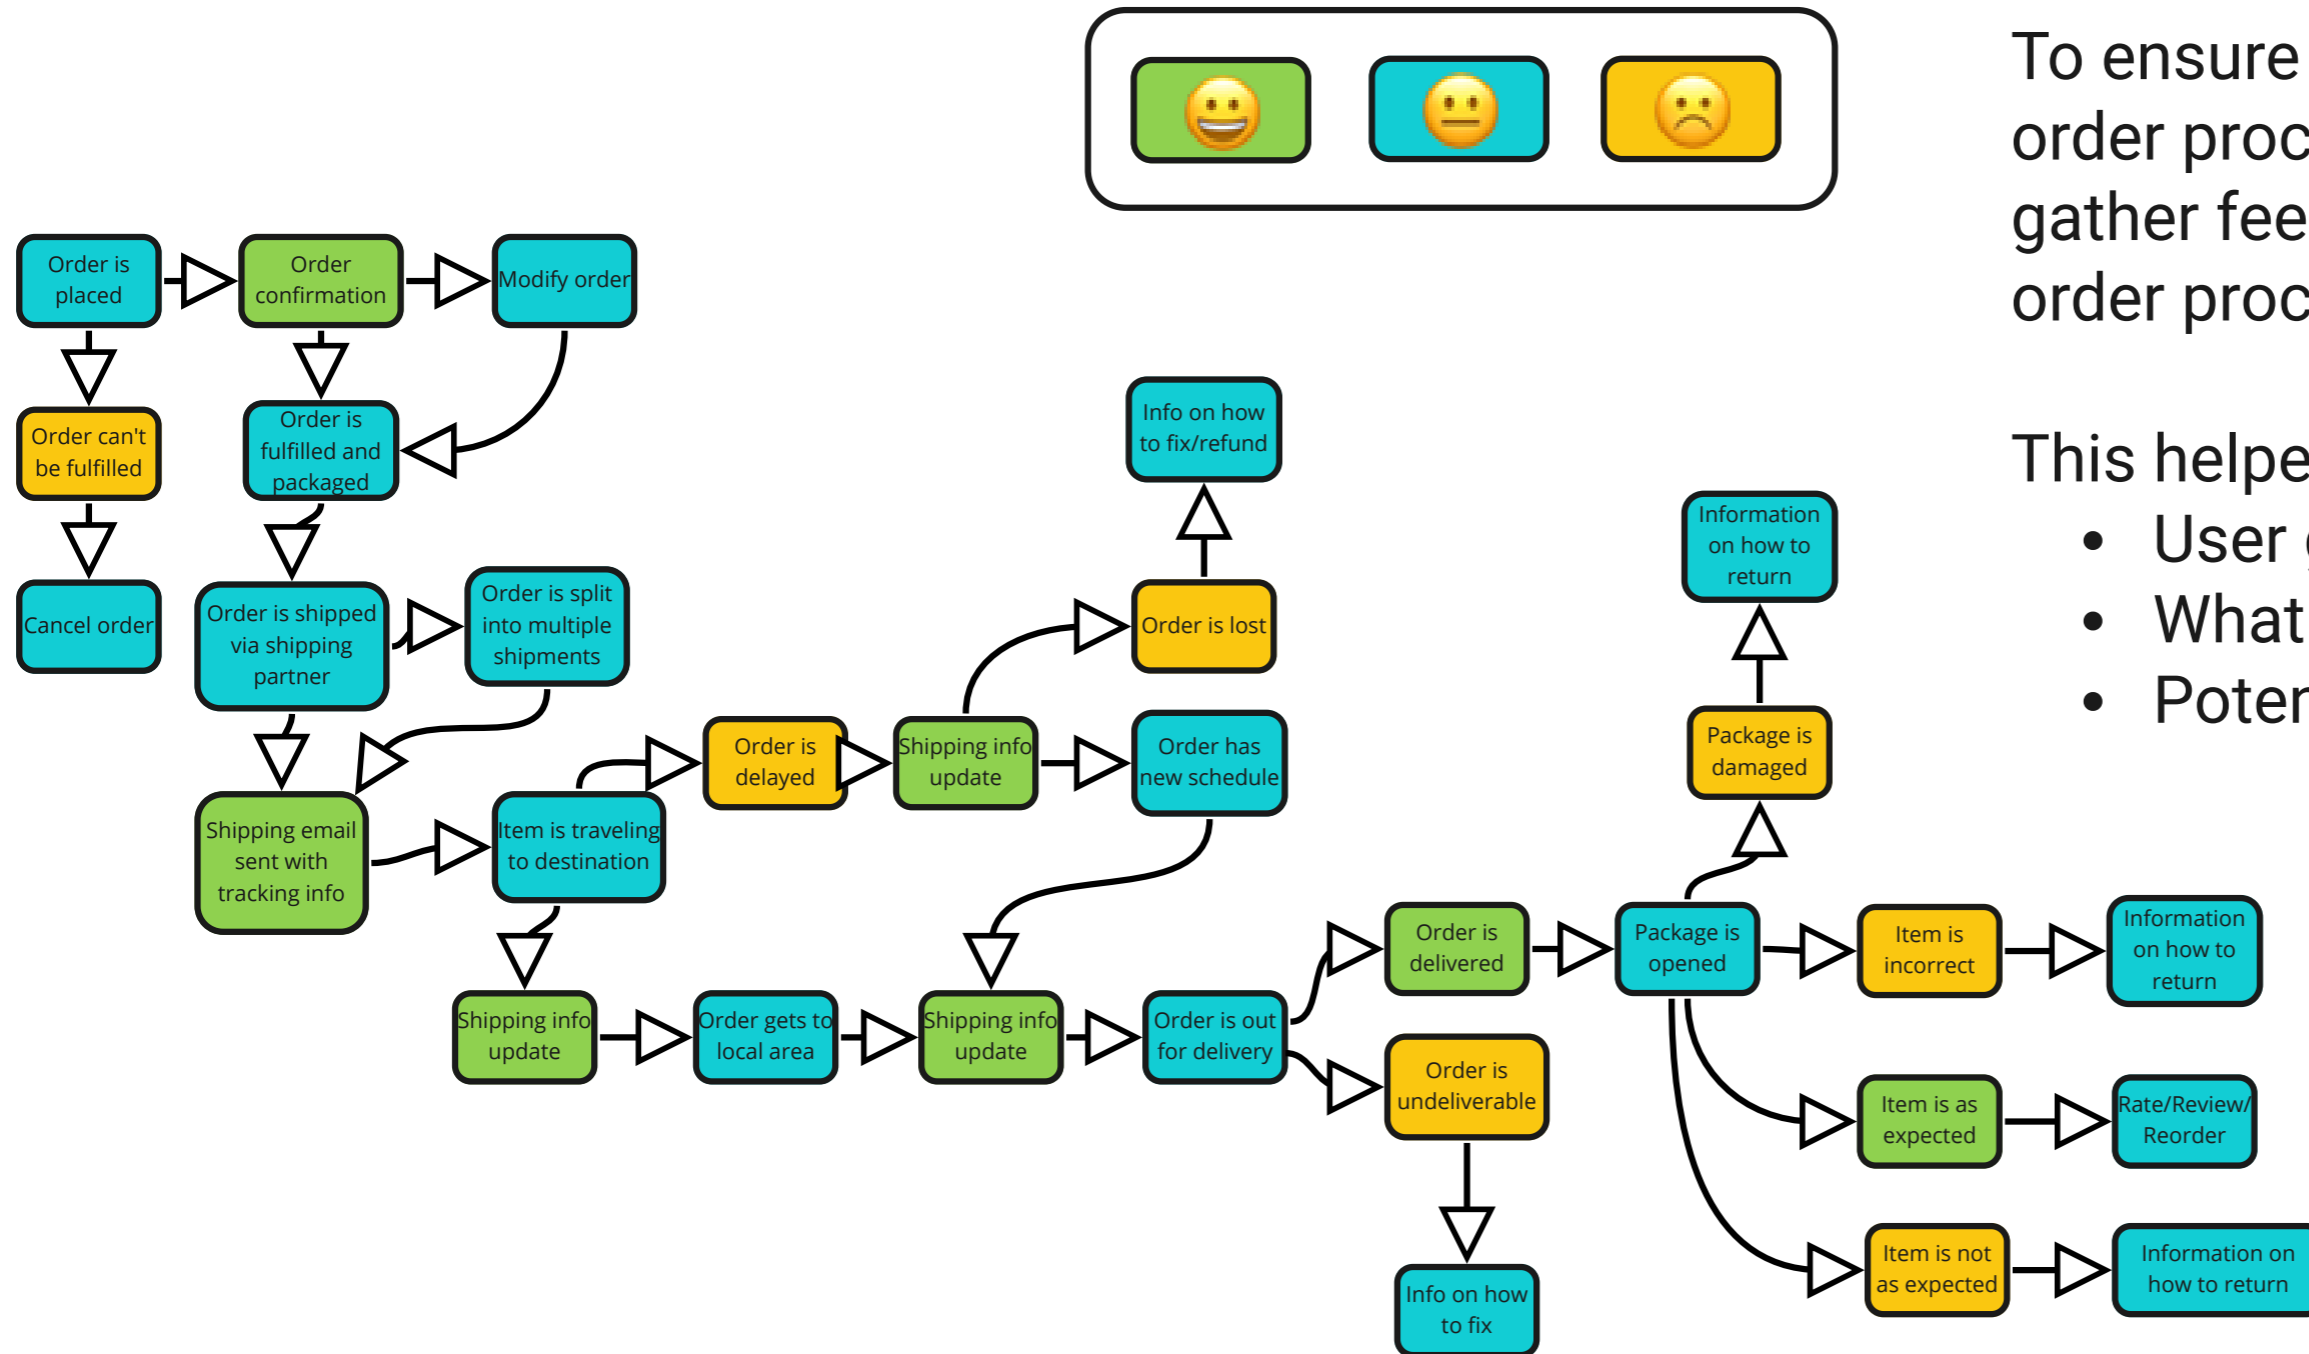 To ensure
order proc
gather fee
order proc
This helpe
User
What
Poten
Order is
placed
Order
confirmation
Modify order
Order can't
be fulfilled
Order is
fulfilled and
packaged
Cancel order
Order is shipped
via shipping
partner
Order is split
into multiple
shipments
Shipping email
sent with
tracking info
Item is traveling
to destination
Order is
delayed
Shipping info
update
Order is lost
Info on how
to fix/refund
Order has
new schedule
Shipping info
update
Order gets to
local area
Shipping info
update
Order is out
for delivery
Order is
delivered
Order is
undeliverable
Info on how
to fix
Package is
opened
Package is
damaged
Information
on how to
return
Item is
incorrect
Information
on how to
return
Item is as
expected
Rate/Review/
Reorder
Item is not
as expected
Information on
how to return